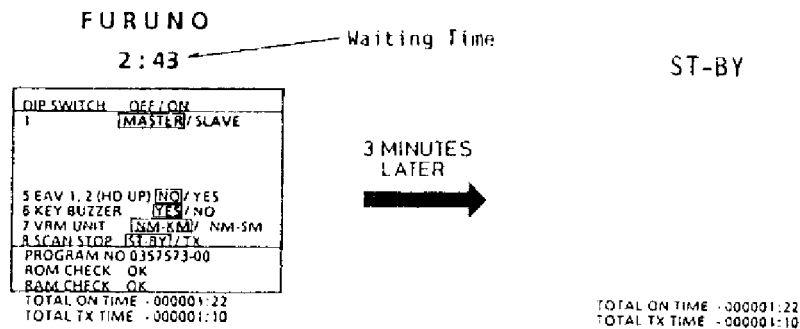 FURUNO
2:43
Waiting Time
ST-BY
DIP SWITCH OFF/ON
1 MASTER/SLAVE
3 MINUTES
LATER
5 EAV 1, 2 (HD UP) NO/YES
6 KEY BUZZER YES/NO
7 VRM UNIT NM-KM/ NM-SM
8 SCAN STOP ST-BY/TX
PROGRAM NO 0357573-00
ROM CHECK OK
RAM CHECK OK
TOTAL ON TIME - 000001:22
TOTAL TX TIME - 000001:10
TOTAL ON TIME - 000001:22
TOTAL TX TIME - 000001:10